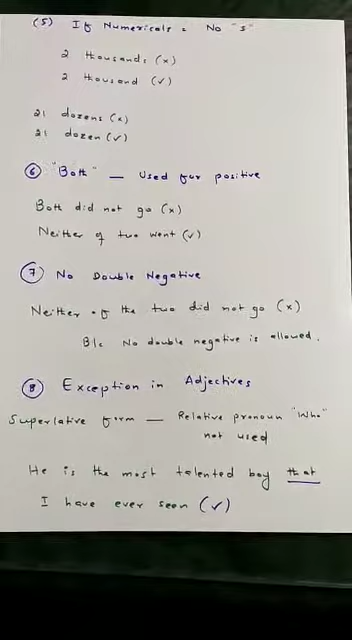 (5) If Numericals : No "s"
2 thousands (x)
2 thousand (✓)
21 dozens (x)
21 dozen (✓)
⑥ "Both" — Used for positive
Both did not go (x)
Neither of two went (✓)
⑦ No Double Negative
Neither of the two did not go (x)
B/c No double negative is allowed.
⑧ Exception in Adjectives
Superlative form — Relative pronoun "Who"
not used
He is the most talented boy that
I have ever seen (✓)